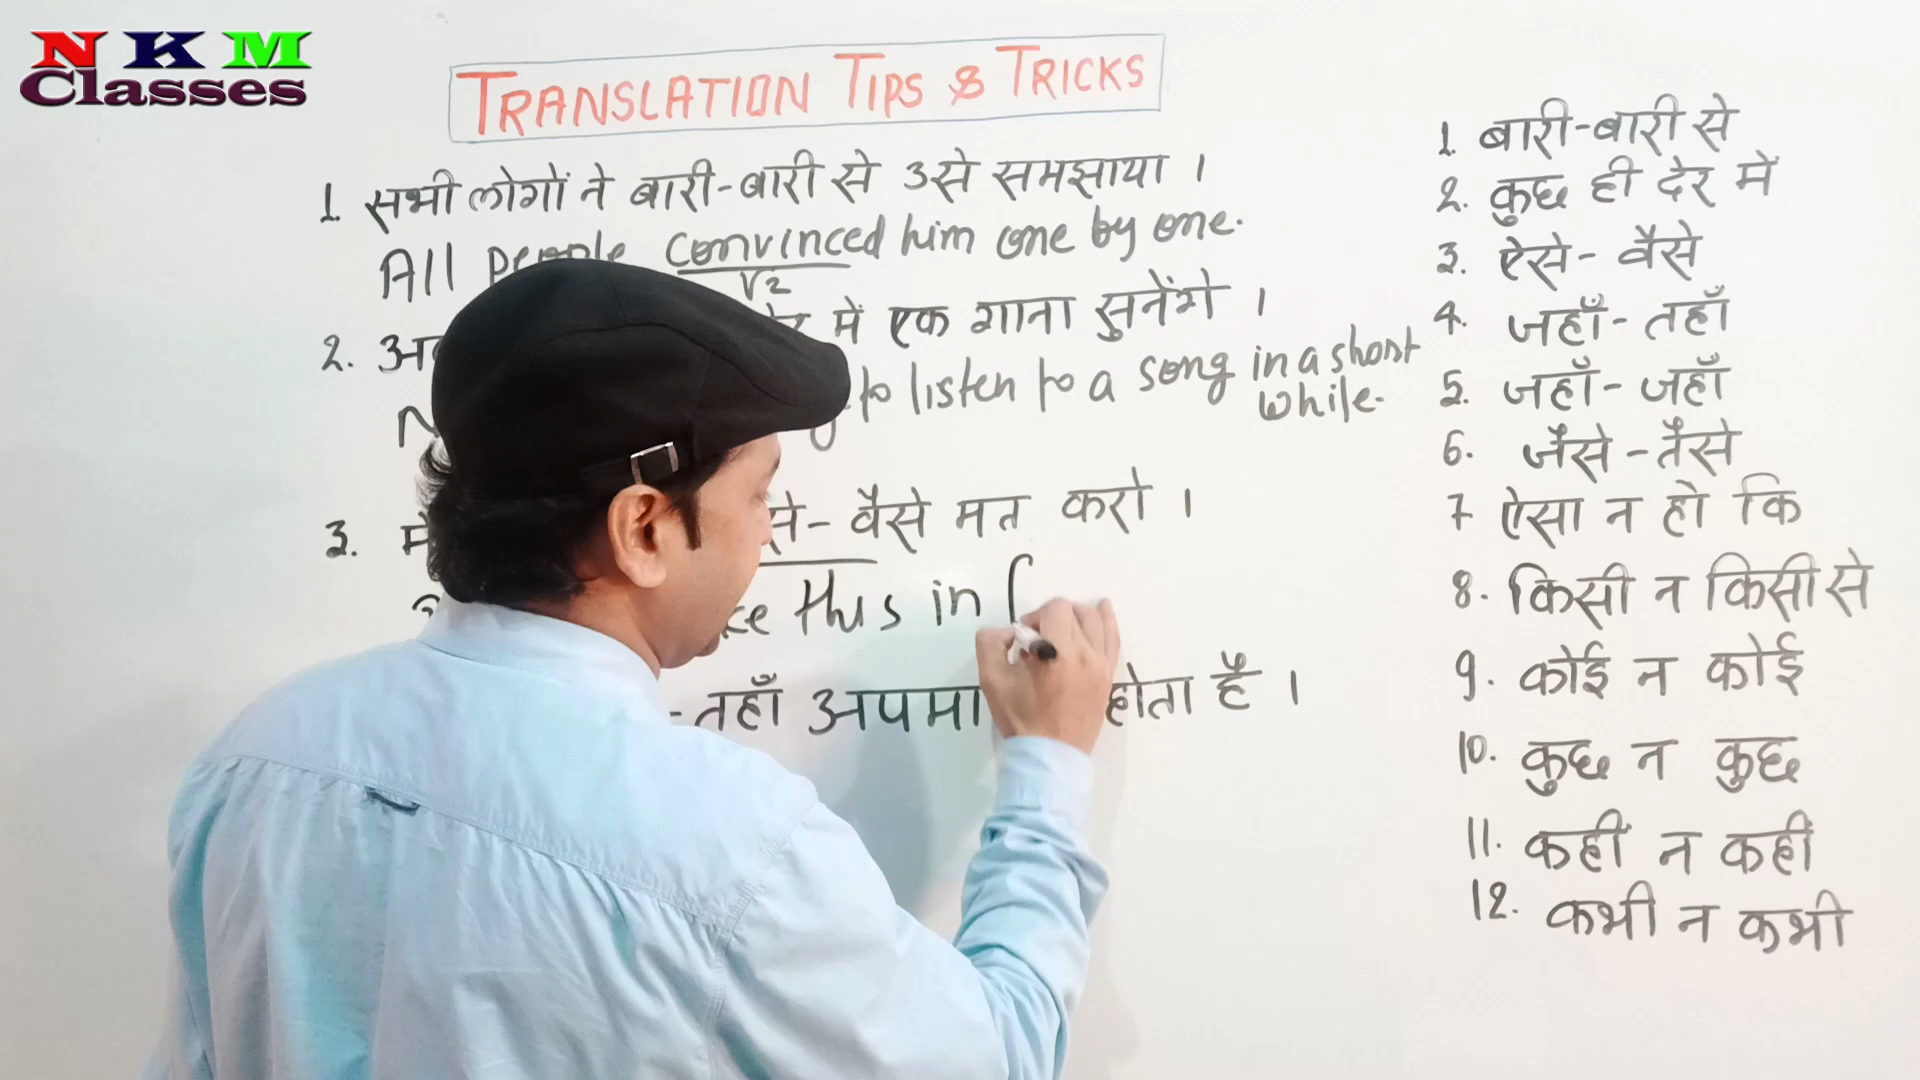 NKM
Classes
TRANSLATION TIPS & TRICKS
1. सभी लोगों ने बारी-बारी से उसे समझाया ।
All people convinced him one by one.
V2
2. में एक गाना सुनेंगे ।
to listen to a song in a short
while.
3. वैसे मत करो ।
this in
-तहाँ होता है ।
1. बारी-बारी से
2. कुछ ही देर में
3. ऐसे- वैसे
4. जहाँ- तहाँ
5. जहाँ- जहाँ
6. जैसे - तैसे
7 ऐसा न हो कि
8. किसी न किसी से
9. कोई न कोई
10. कुछ न कुछ
11. कहीं न कहीं
12. कभी न कभी